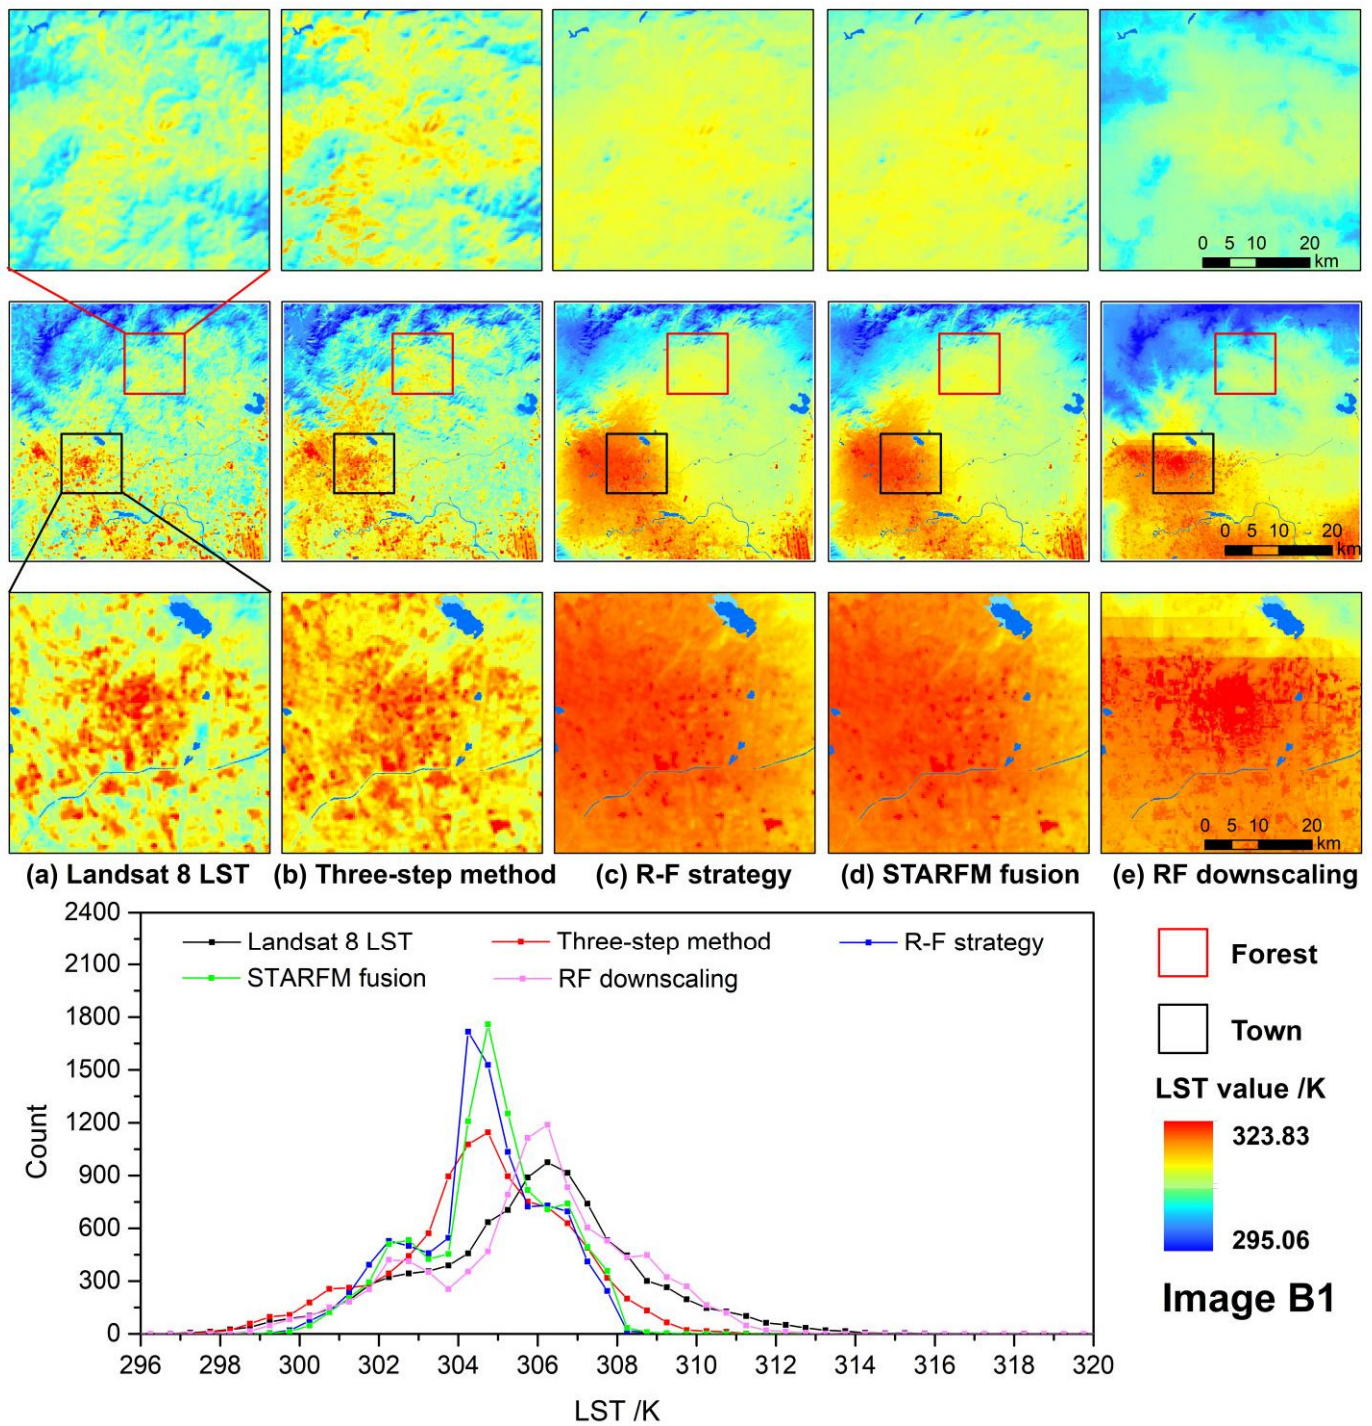 0 5 10 20
km
0 5 10 20
km
0 5 10 20
km
(a) Landsat 8 LST (b) Three-step method (c) R-F strategy (d) STARFM fusion (e) RF downscaling
2400
2100
1800
1500
1200
900
600
300
0
Count
Landsat 8 LST Three-step method R-F strategy
STARFM fusion RF downscaling
296 298 300 302 304 306 308 310 312 314 316 318 320
LST /K
Forest
Town
LST value /K
323.83
295.06
Image B1